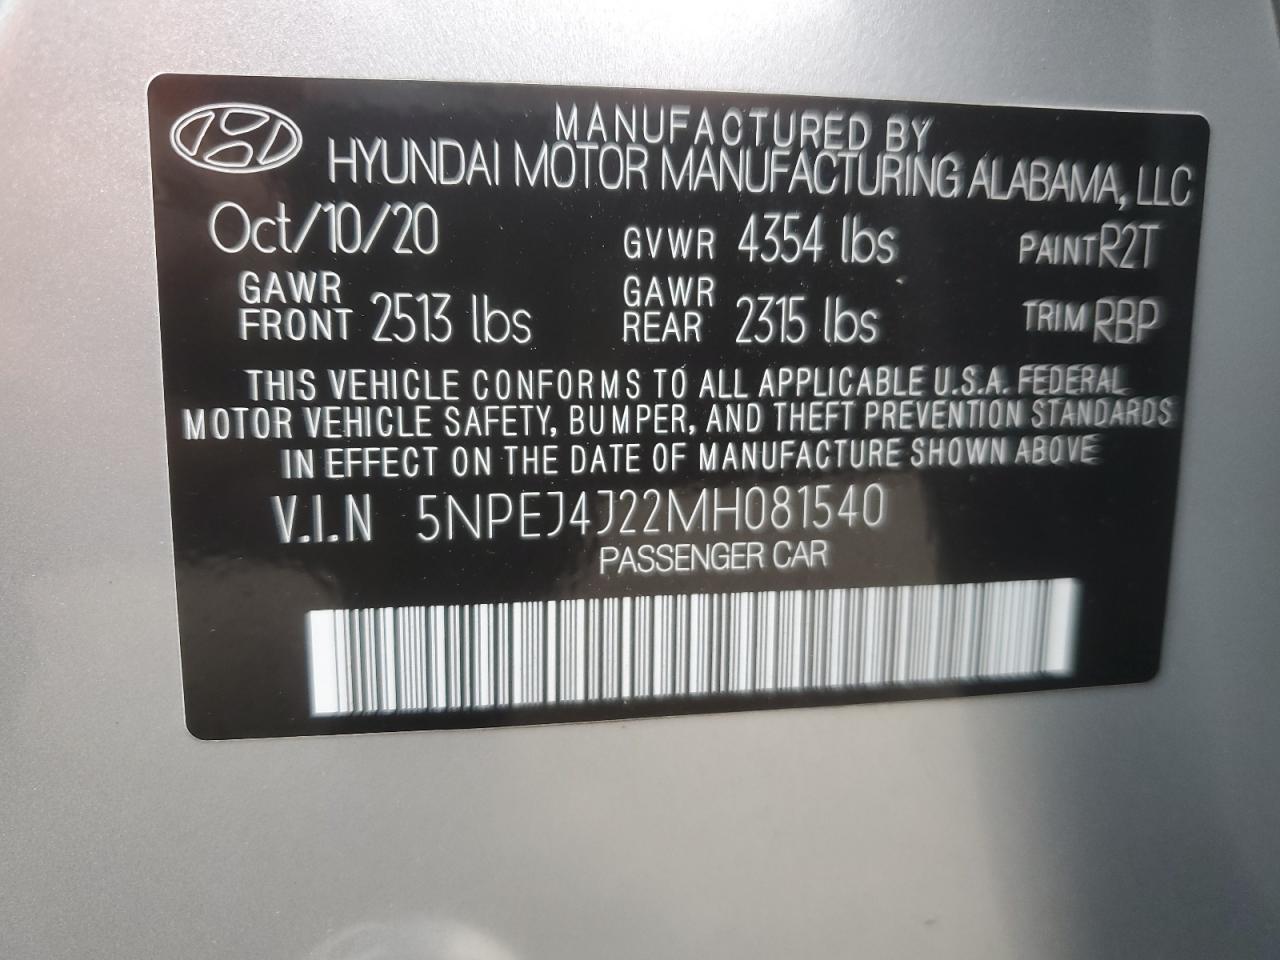 MANUFACTURED BY
HYUNDAI MOTOR MANUFACTURING ALABAMA, LLC
Oct/10/20 GVWR 4354 lbs PAINT R2T
GAWR FRONT 2513 lbs GAWR REAR 2315 lbs TRIM RBP
THIS VEHICLE CONFORMS TO ALL APPLICABLE U.S.A. FEDERAL
MOTOR VEHICLE SAFETY, BUMPER, AND THEFT PREVENTION STANDARDS
IN EFFECT ON THE DATE OF MANUFACTURE SHOWN ABOVE
V.I.N 5NPEJ4J22MH081540
PASSENGER CAR